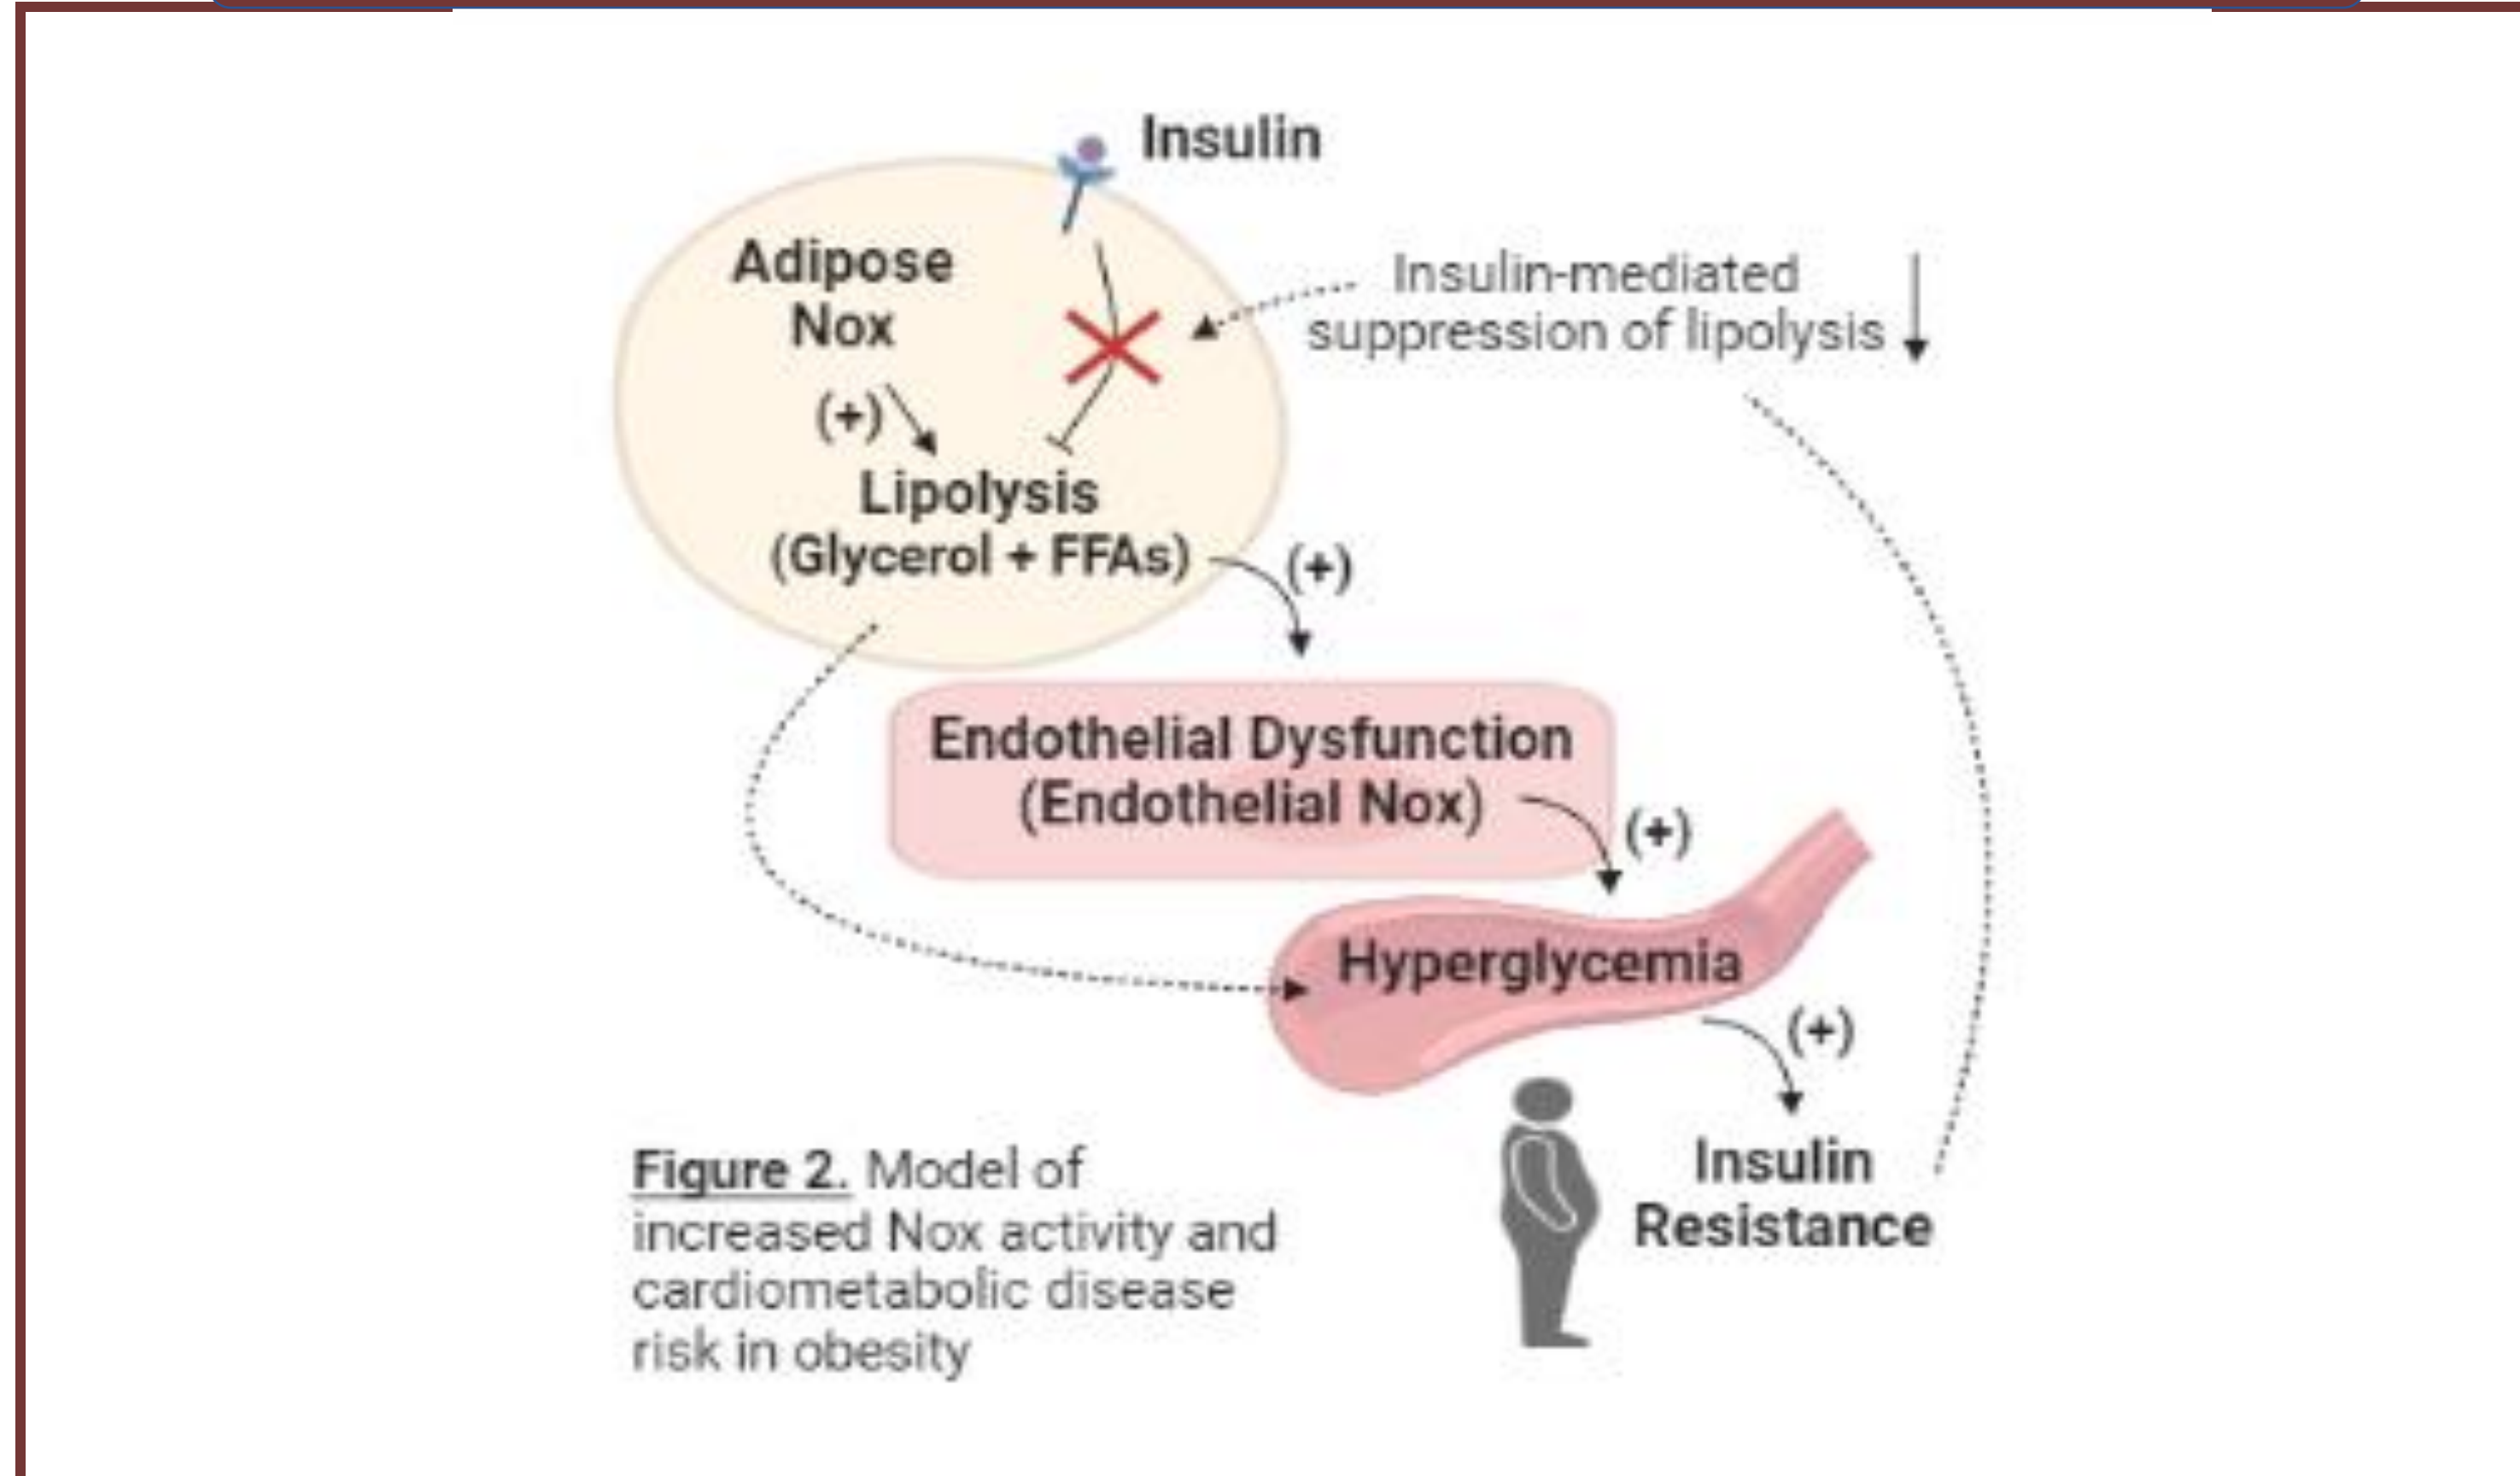 Insulin
Adipose
Nox
(+)
Insulin-mediated
suppression of lipolysis
Lipolysis
(Glycerol + FFAs)
(+)
Endothelial Dysfunction
(Endothelial Nox)
(+)
Hyperglycemia
(+)
Insulin
Resistance
Figure 2. Model of
increased Nox activity and
cardiometabolic disease
risk in obesity